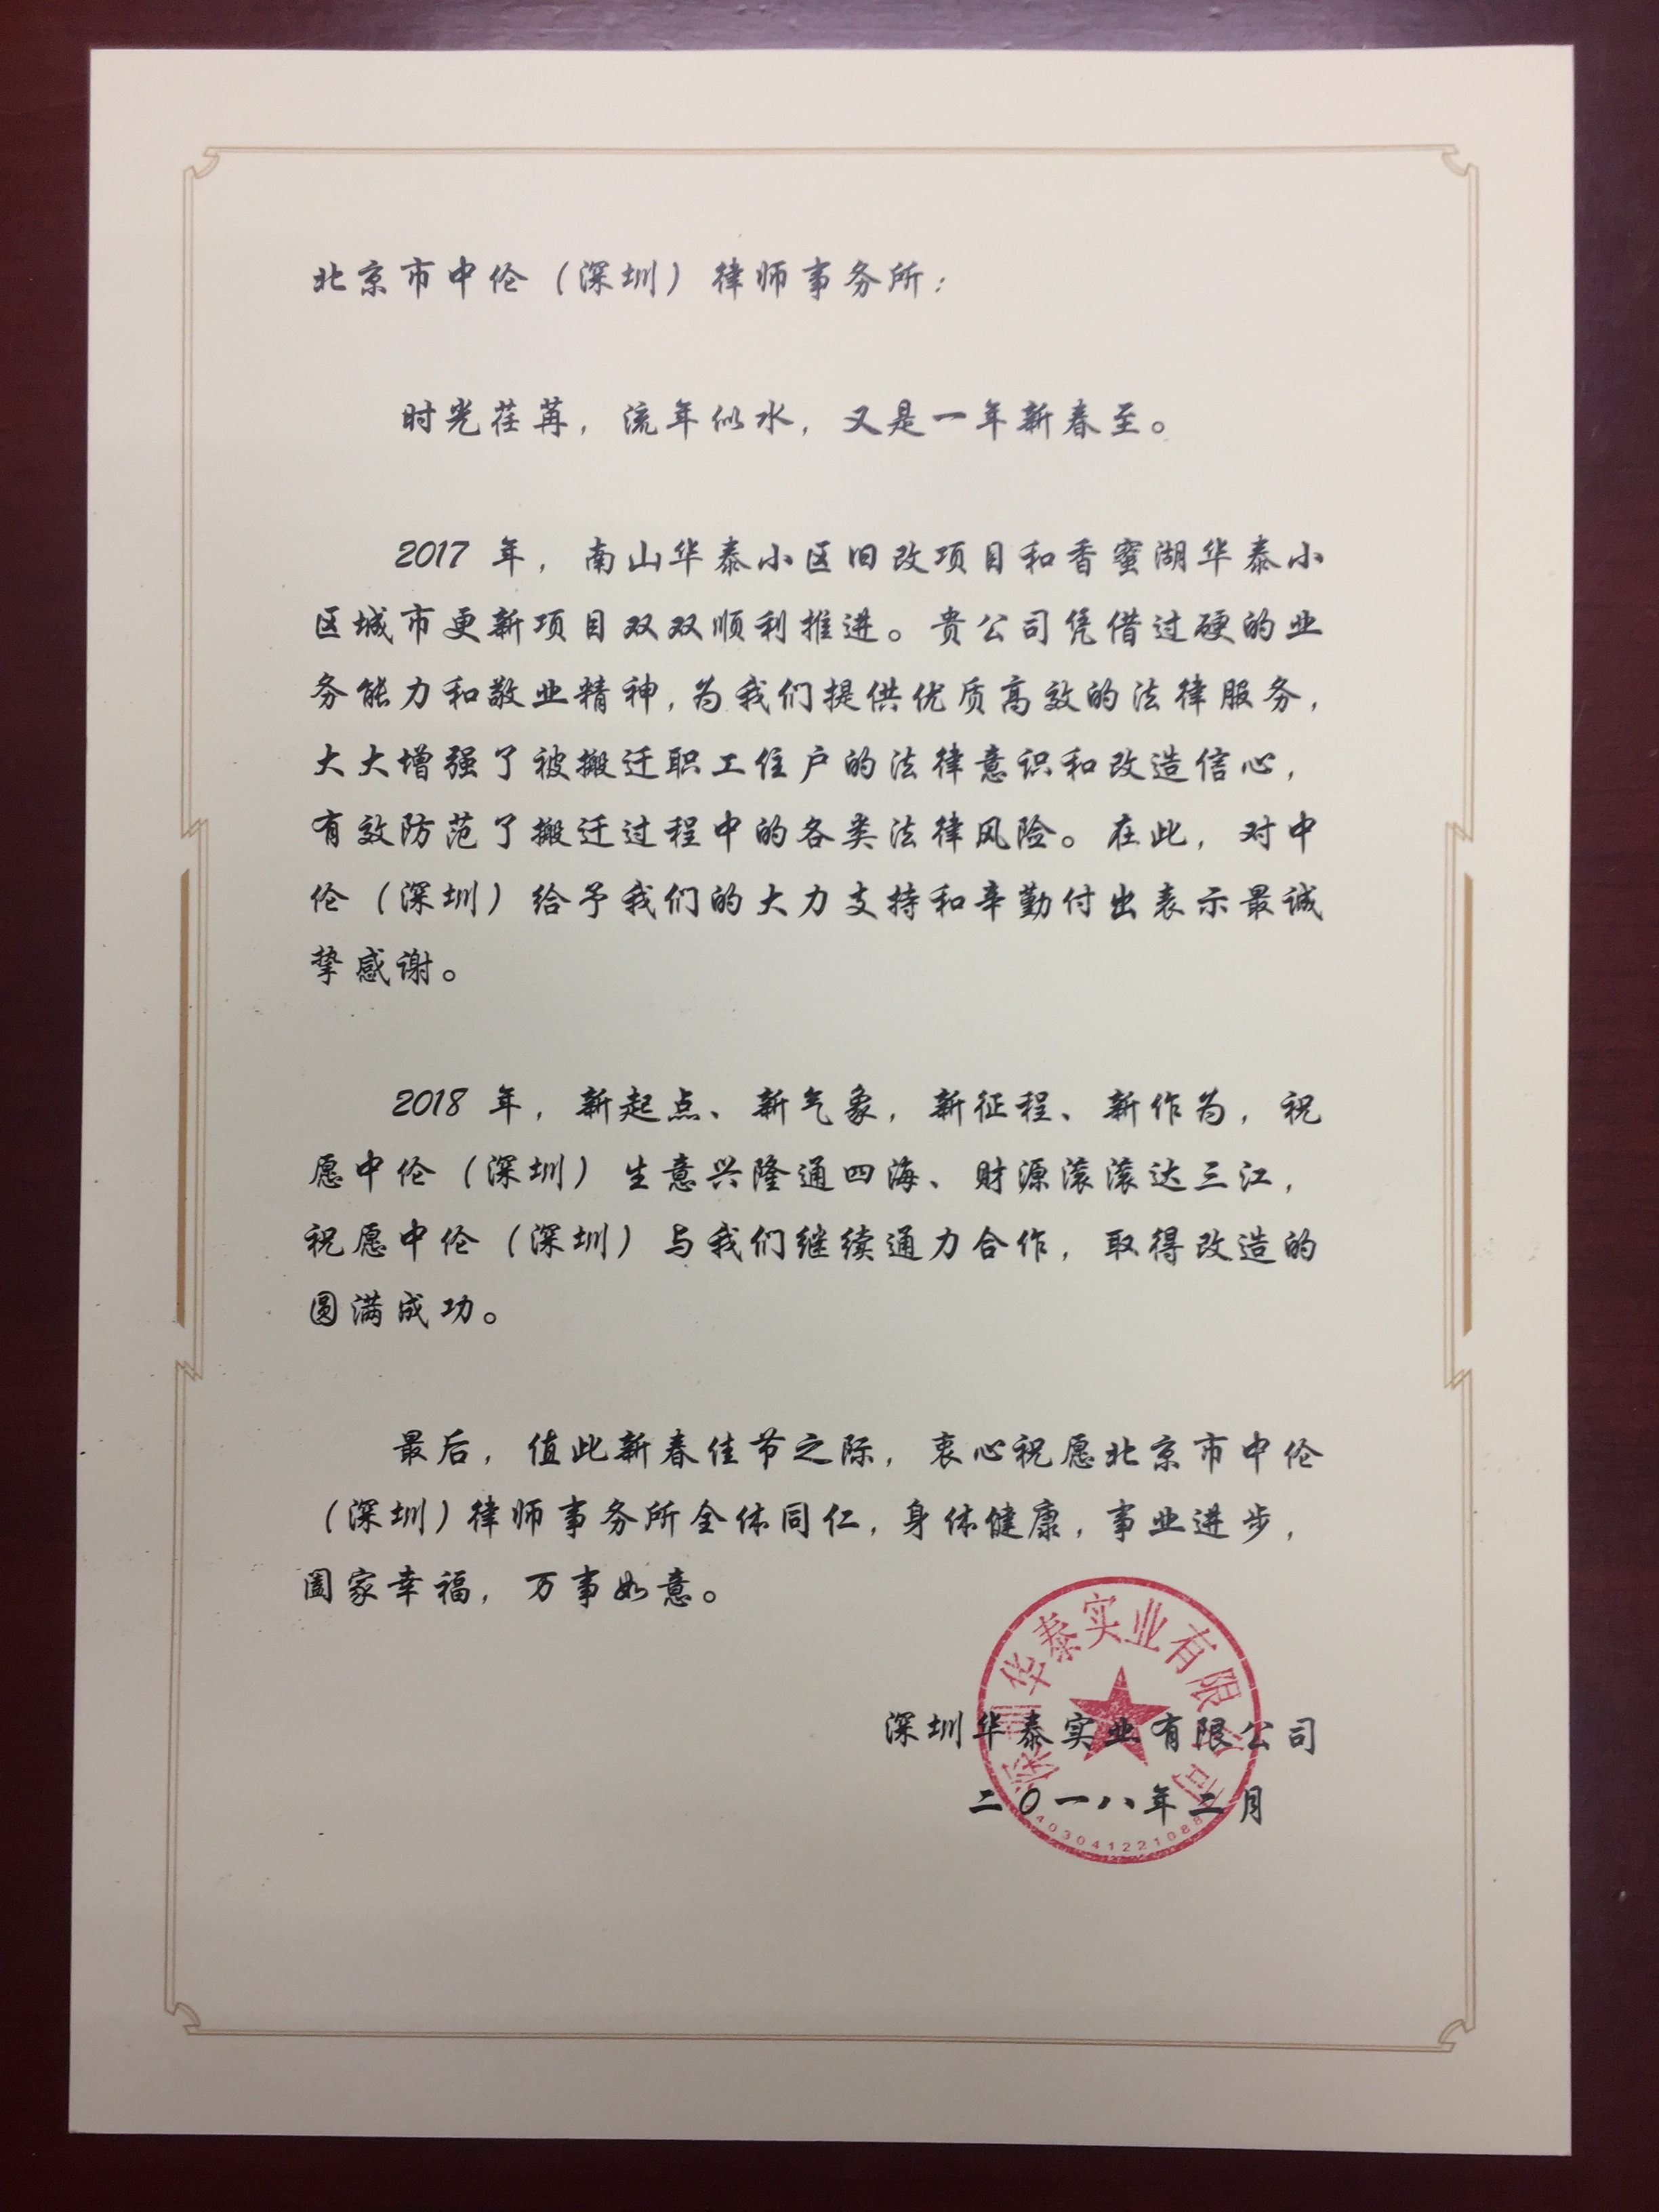 北京市中伦（深圳）律师事务所：
时光荏苒，流年似水，又是一年新春至。
2017 年，南山华泰小区旧改项目和香蜜湖华泰小
区城市更新项目双双顺利推进。贵公司凭借过硬的业
务能力和敬业精神,为我们提供优质高效的法律服务，
大大增强了被搬迁职工住户的法律意识和改造信心，
有效防范了搬迁过程中的各类法律风险。在此，对中
伦（深圳）给予我们的大力支持和辛勤付出表示最诚
挚感谢。
2018 年，新起点、新气象，新征程、新作为，祝
愿中伦（深圳）生意兴隆通四海、财源滚滚达三江，
祝愿中伦（深圳）与我们继续通力合作，取得改造的
圆满成功。
最后，值此新春佳节之际，衷心祝愿北京市中伦
（深圳）律师事务所全体同仁，身体健康，事业进步，
阖家幸福，万事如意。
深圳华泰实业有限公司
二〇一八年二月
深圳华泰实业有限公司